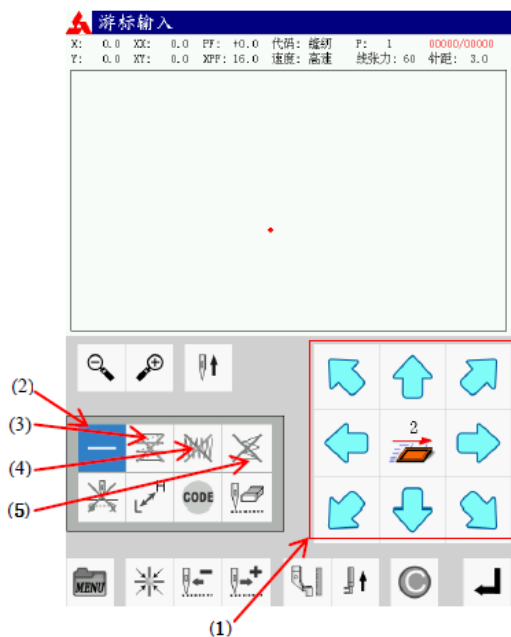 游标输入
X: 0.0 XX: 0.0 PF: +0.0 代码: 缝纫 P: 1 00000/00000
Y: 0.0 XY: 0.0 XPF: 16.0 速度: 高速 线张力: 60 针距: 3.0
(2)
(3)
(4)
(5)
2
H
L
CODE
MENU
C
(1)